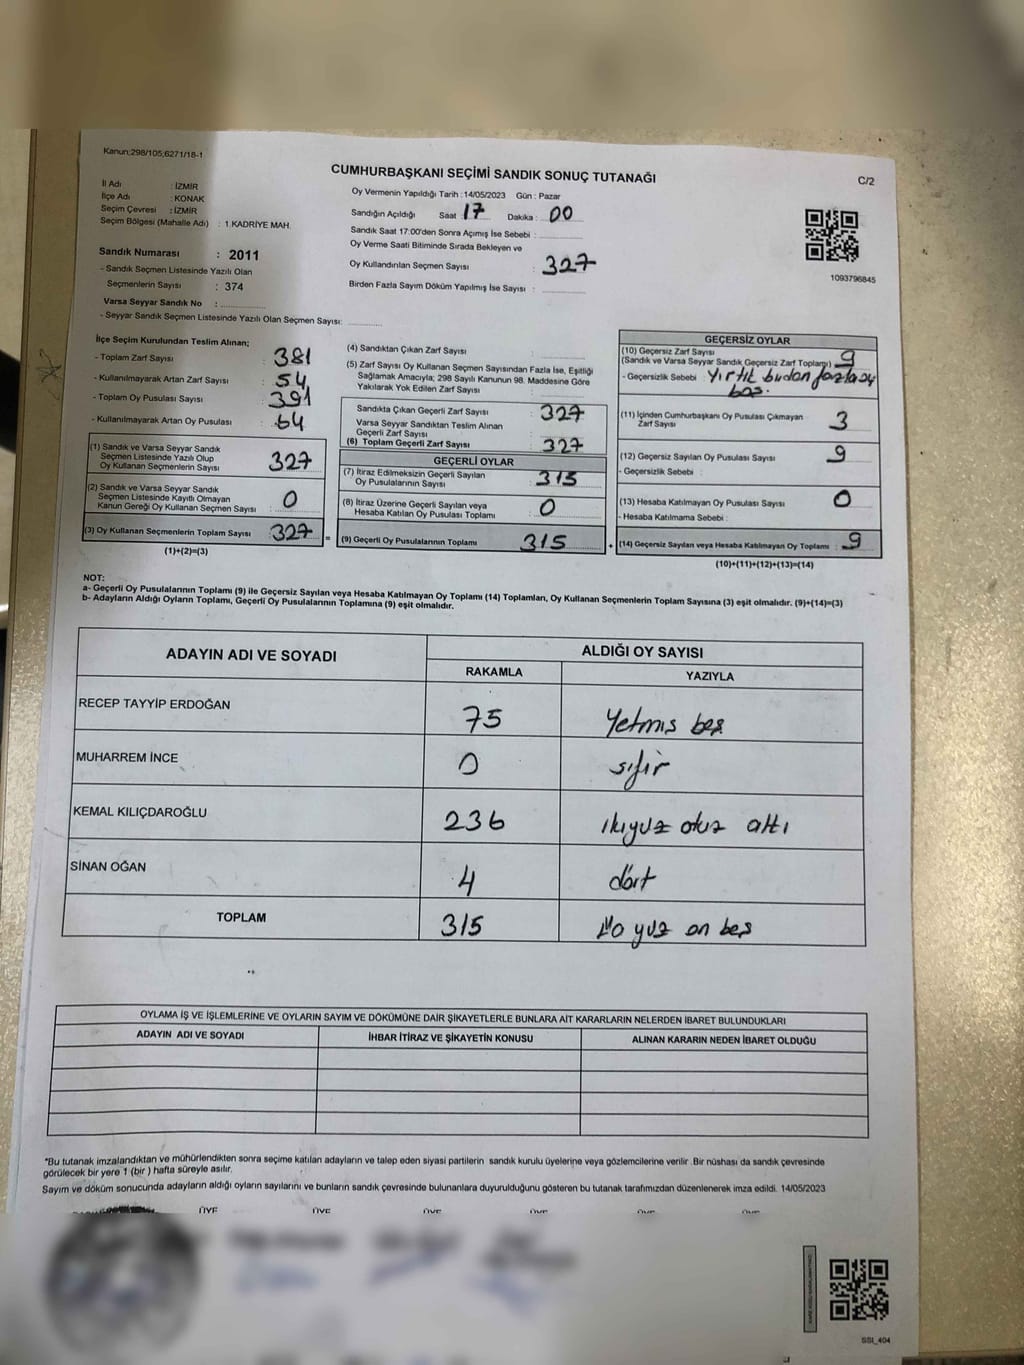 Kanun:298/105;6271/18-1
CUMHURBAŞKANI SEÇİMİ SANDIK SONUÇ TUTANAĞI
C/2
İl Adı : İZMİR
İlçe Adı : KONAK
Seçim Çevresi : İZMİR
Seçim Bölgesi (Mahalle Adı) : 1.KADRİYE MAH.
Sandık Numarası : 2011
- Sandık Seçmen Listesinde Yazılı Olan
Seçmenlerin Sayısı : 374
Varsa Seyyar Sandık No :
- Seyyar Sandık Seçmen Listesinde Yazılı Olan Seçmen Sayısı:
Oy Vermenin Yapıldığı Tarih :14/05/2023 Gün : Pazar
Sandığın Açıldığı Saat 17 Dakika : 00
Sandık Saat 17:00'den Sonra Açımış İse Sebebi :
Oy Verme Saati Bitiminde Sırada Bekleyen ve
Oy Kullandırılan Seçmen Sayısı : 327
Birden Fazla Sayım Döküm Yapılmış İse Sayısı :
1093796845
İlçe Seçim Kurulundan Teslim Alınan;
- Toplam Zarf Sayısı : 381
- Kullanılmayarak Artan Zarf Sayısı : 54
- Toplam Oy Pusulası Sayısı : 391
- Kullanılmayarak Artan Oy Pusulası : 64
(1) Sandık ve Varsa Seyyar Sandık
Seçmen Listesinde Yazılı Olup
Oy Kullanan Seçmenlerin Sayısı : 327
(2) Sandık ve Varsa Seyyar Sandık
Seçmen Listesinde Kayıtlı Olmayan
Kanun Gereği Oy Kullanan Seçmen Sayısı : 0
(3) Oy Kullanan Seçmenlerin Toplam Sayısı : 327
(1)+(2)=(3)
(4) Sandıktan Çıkan Zarf Sayısı :
(5) Zarf Sayısı Oy Kullanan Seçmen Sayısından Fazla İse, Eşitliği
Sağlamak Amacıyla; 298 Sayılı Kanunun 98. Maddesine Göre
Yakılarak Yok Edilen Zarf Sayısı :
Sandıkta Çıkan Geçerli Zarf Sayısı : 327
Varsa Seyyar Sandıktan Teslim Alınan
Geçerli Zarf Sayısı :
(6) Toplam Geçerli Zarf Sayısı : 327
GEÇERLİ OYLAR
(7) İtiraz Edilmeksizin Geçerli Sayılan
Oy Pusulalarının Sayısı : 315
(8) İtiraz Üzerine Geçerli Sayılan veya
Hesaba Katılan Oy Pusulası Toplamı : 0
= (9) Geçerli Oy Pusulalarının Toplamı : 315
GEÇERSİZ OYLAR
(10) Geçersiz Zarf Sayısı
(Sandık ve Varsa Seyyar Sandık Geçersiz Zarf Toplamı) : 9
- Geçersizlik Sebebi : Yırtık birden fazla oy
boş.
(11) İçinden Cumhurbaşkanı Oy Pusulası Çıkmayan
Zarf Sayısı : 3
(12) Geçersiz Sayılan Oy Pusulası Sayısı : 9
- Geçersizlik Sebebi :
(13) Hesaba Katılmayan Oy Pusulası Sayısı : 0
- Hesaba Katılmama Sebebi :
+ (14) Geçersiz Sayılan veya Hesaba Katılmayan Oy Toplamı : 9
(10)+(11)+(12)+(13)=(14)
NOT:
a- Geçerli Oy Pusulalarının Toplamı (9) ile Geçersiz Sayılan veya Hesaba Katılmayan Oy Toplamı (14) Toplamları, Oy Kullanan Seçmenlerin Toplam Sayısına (3) eşit olmalıdır. (9)+(14)=(3)
b- Adayların Aldığı Oyların Toplamı, Geçerli Oy Pusulalarının Toplamına (9) eşit olmalıdır.
ADAYIN ADI VE SOYADI ALDIĞI OY SAYISI
RAKAMLA YAZIYLA
RECEP TAYYİP ERDOĞAN 75 Yetmiş beş
MUHARREM İNCE 0 sıfır
KEMAL KILIÇDAROĞLU 236 ikiyüz otuz altı
SİNAN OĞAN 4 dört
TOPLAM 315 yüz on beş
OYLAMA İŞ VE İŞLEMLERİNE VE OYLARIN SAYIM VE DÖKÜMÜNE DAİR ŞİKAYETLERLE BUNLARA AİT KARARLARIN NELERDEN İBARET BULUNDUKLARI
ADAYIN ADI VE SOYADI İHBAR İTİRAZ VE ŞİKAYETİN KONUSU ALINAN KARARIN NEDEN İBARET OLDUĞU
*Bu tutanak imzalandıktan ve mühürlendikten sonra seçime katılan adayların ve talep eden siyasi partilerin sandık kurulu üyelerine veya gözlemcilerine verilir .Bir nüshası da sandık çevresinde
görülecek bir yere 1 (bir ) hafta süreyle asılır.
Sayım ve döküm sonucunda adayların aldığı oyların sayılarını ve bunların sandık çevresinde bulunanlara duyurulduğunu gösteren bu tutanak tarafımızdan düzenlenerek imza edildi. 14/05/2023
ÜYE ÜYE ÜYE ÜYE ÜYE ÜYE
SSI_404